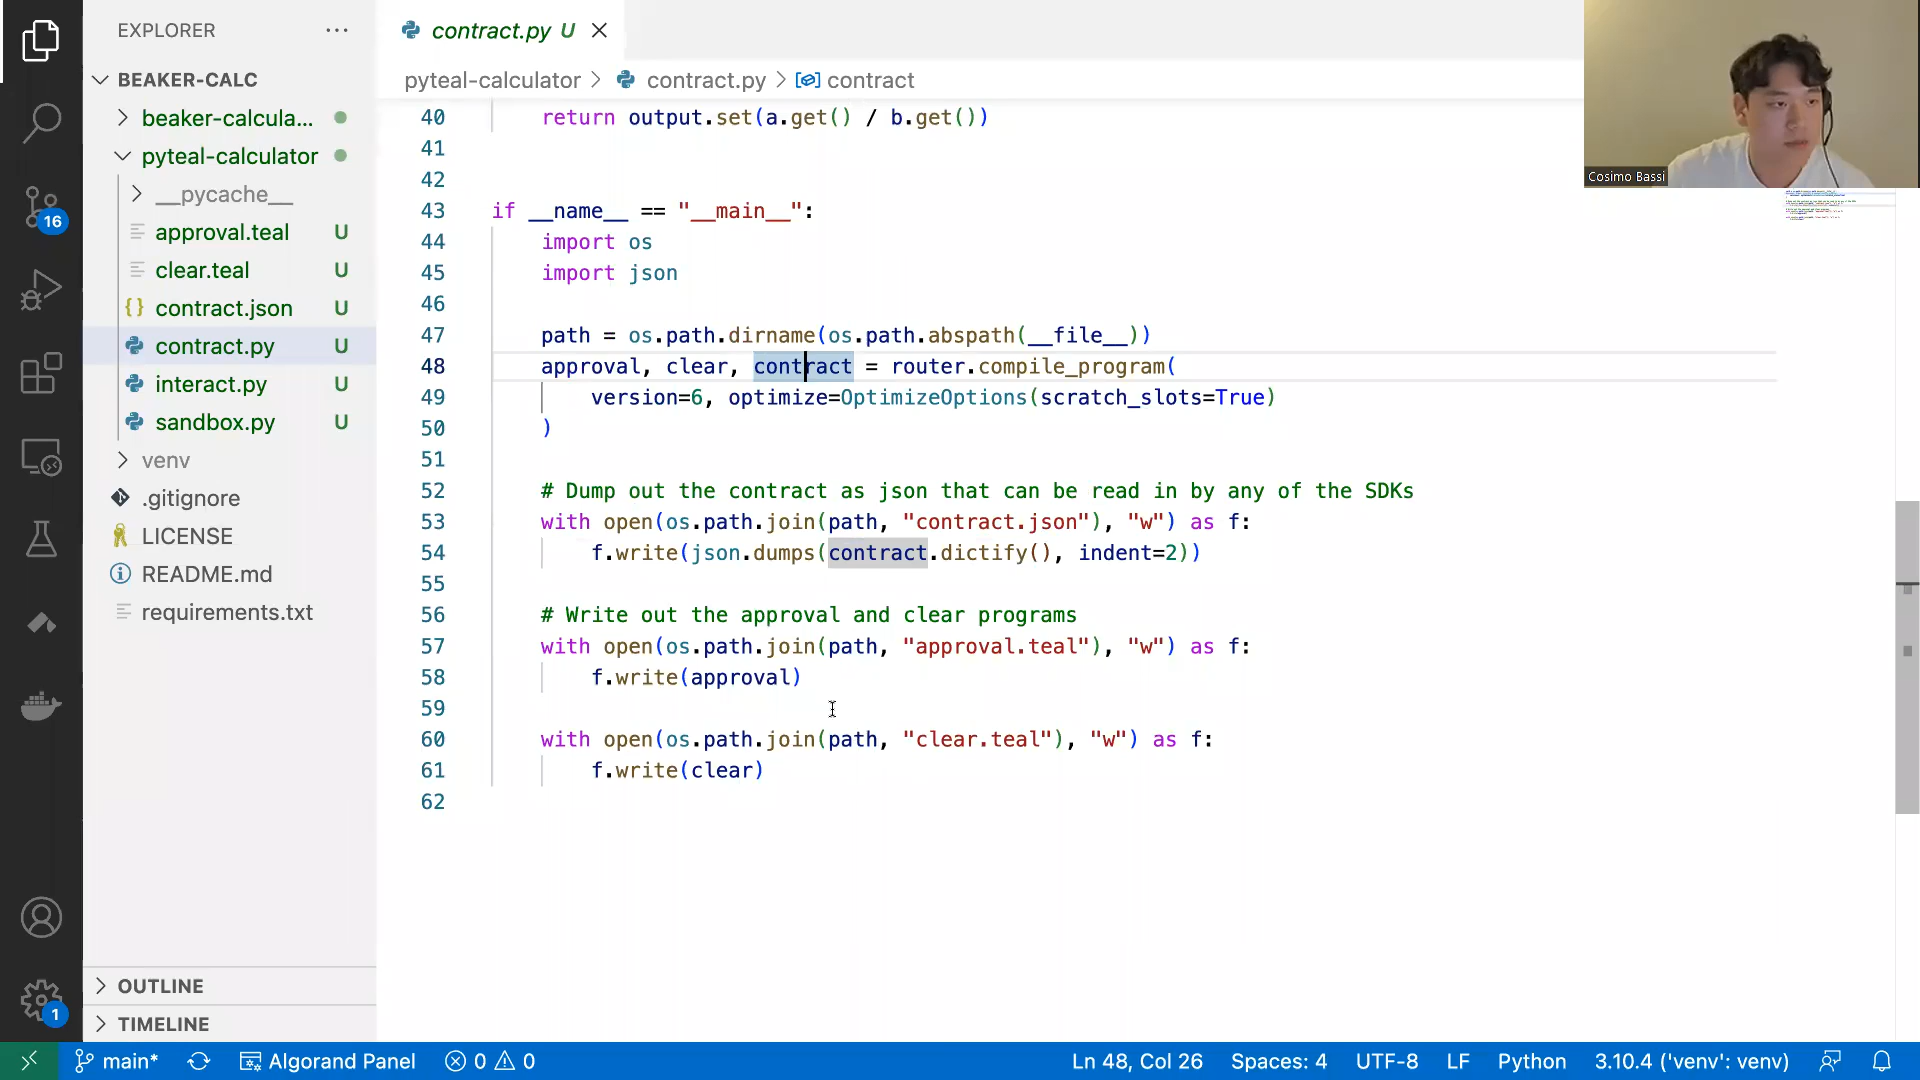 EXPLORER
BEAKER-CALC
beaker-calcula...
pyteal-calculator
__pycache__
approval.teal U
clear.teal U
contract.json U
contract.py U
interact.py U
sandbox.py U
venv
.gitignore
LICENSE
README.md
requirements.txt
OUTLINE
TIMELINE
16
1
contract.py U
pyteal-calculator > contract.py > contract
40 return output.set(a.get() / b.get())
41
42
43 if __name__ == "__main__":
44 import os
45 import json
46
47 path = os.path.dirname(os.path.abspath(__file__))
48 approval, clear, contract = router.compile_program(
49 version=6, optimize=OptimizeOptions(scratch_slots=True)
50 )
51
52 # Dump out the contract as json that can be read in by any of the SDKs
53 with open(os.path.join(path, "contract.json"), "w") as f:
54 f.write(json.dumps(contract.dictify(), indent=2))
55
56 # Write out the approval and clear programs
57 with open(os.path.join(path, "approval.teal"), "w") as f:
58 f.write(approval)
59
60 with open(os.path.join(path, "clear.teal"), "w") as f:
61 f.write(clear)
62
Cosimo Bassi
main* Algorand Panel 0 0 Ln 48, Col 26 Spaces: 4 UTF-8 LF Python 3.10.4 ('venv': venv)